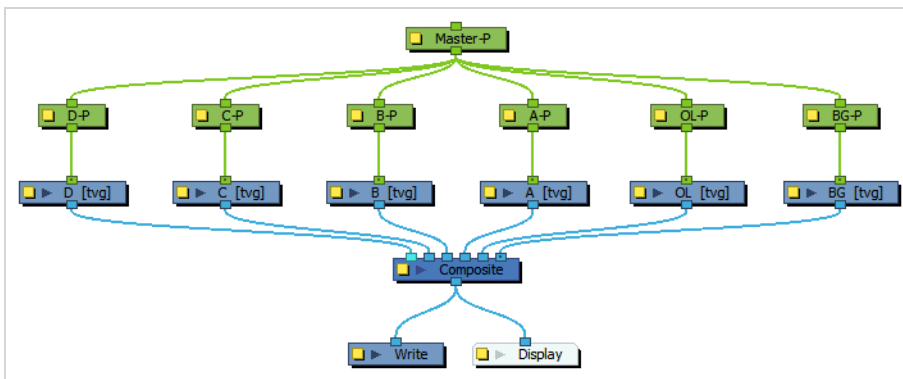 Master-P
D-P C-P B-P A-P OL-P BG-P
D [tvg] C [tvg] B [tvg] A [tvg] OL [tvg] BG [tvg]
Composite
Write Display